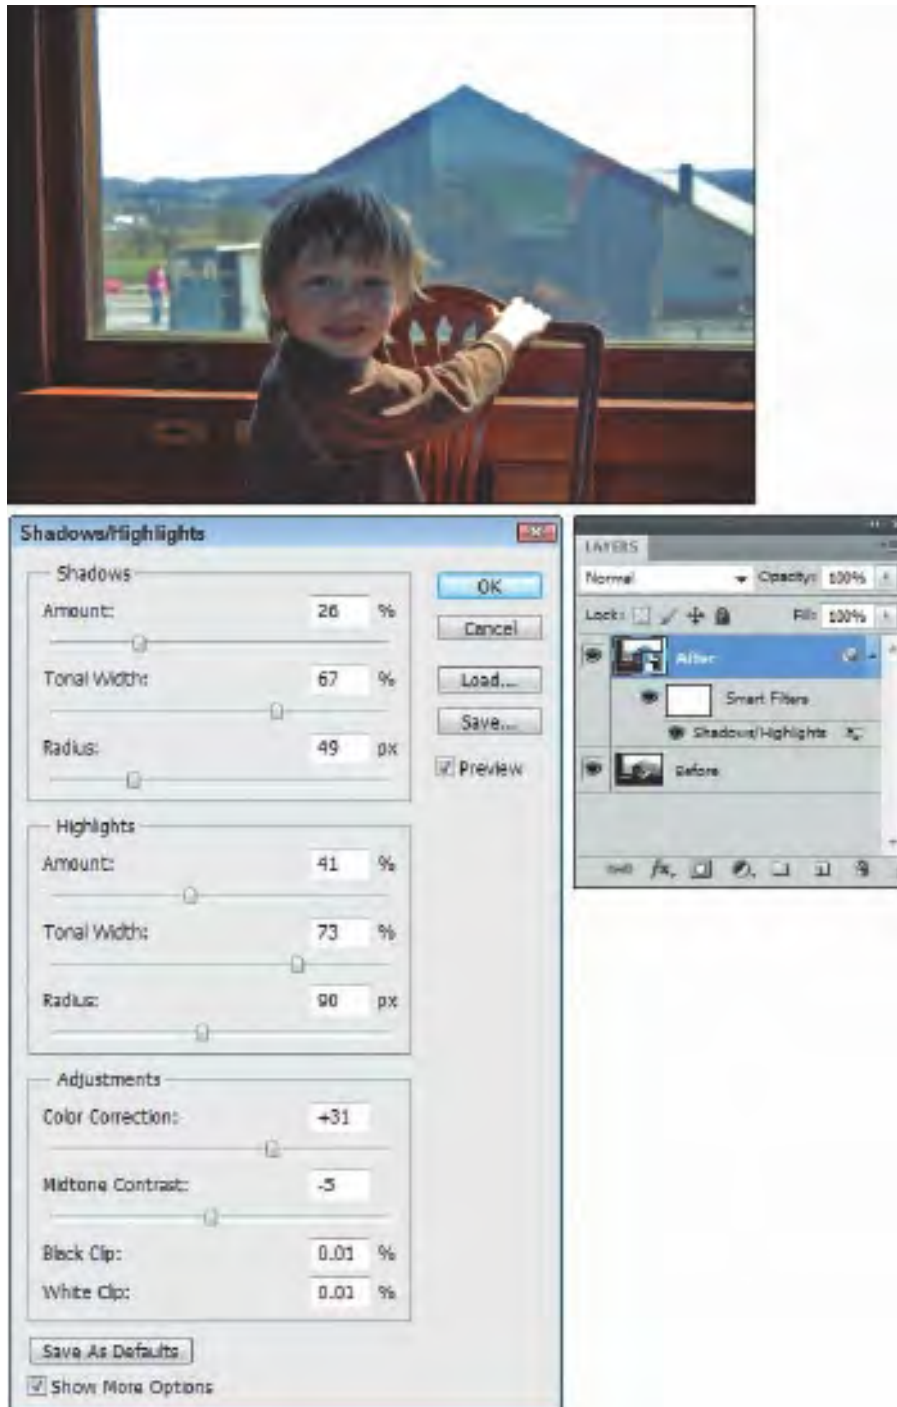 Shadows/Highlights
Shadows
Amount: 26 %
Tonal Width: 67 %
Radius: 49 px
Highlights
Amount: 41 %
Tonal Width: 73 %
Radius: 90 px
Adjustments
Color Correction: +31
Midtone Contrast: -5
Black Clip: 0.01 %
White Clip: 0.01 %
Save As Defaults
Show More Options
OK
Cancel
Load...
Save...
Preview
LAYERS
Normal Opacity: 100%
Lock: Fill: 100%
After
Smart Filters
Shadows/Highlights
Before
fx